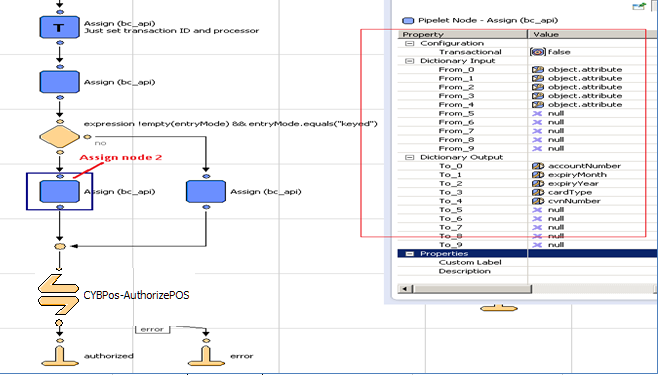 T
Assign (bc_api)
Just set transaction ID and processor
Assign (bc_api)
expression !empty(entryMode) && entryMode.equals("keyed")
no
Assign node 2
Assign (bc_api)
Assign (bc_api)
CYBPos-AuthorizePOS
error
authorized
error
Pipelet Node - Assign (bc_api)
Property Value
Configuration
Transactional false
Dictionary Input
From_0 object.attribute
From_1 object.attribute
From_2 object.attribute
From_3 object.attribute
From_4 object.attribute
From_5 null
From_6 null
From_7 null
From_8 null
From_9 null
Dictionary Output
To_0 accountNumber
To_1 expiryMonth
To_2 expiryYear
To_3 cardType
To_4 cvnNumber
To_5 null
To_6 null
To_7 null
To_8 null
To_9 null
Properties
Custom Label
Description